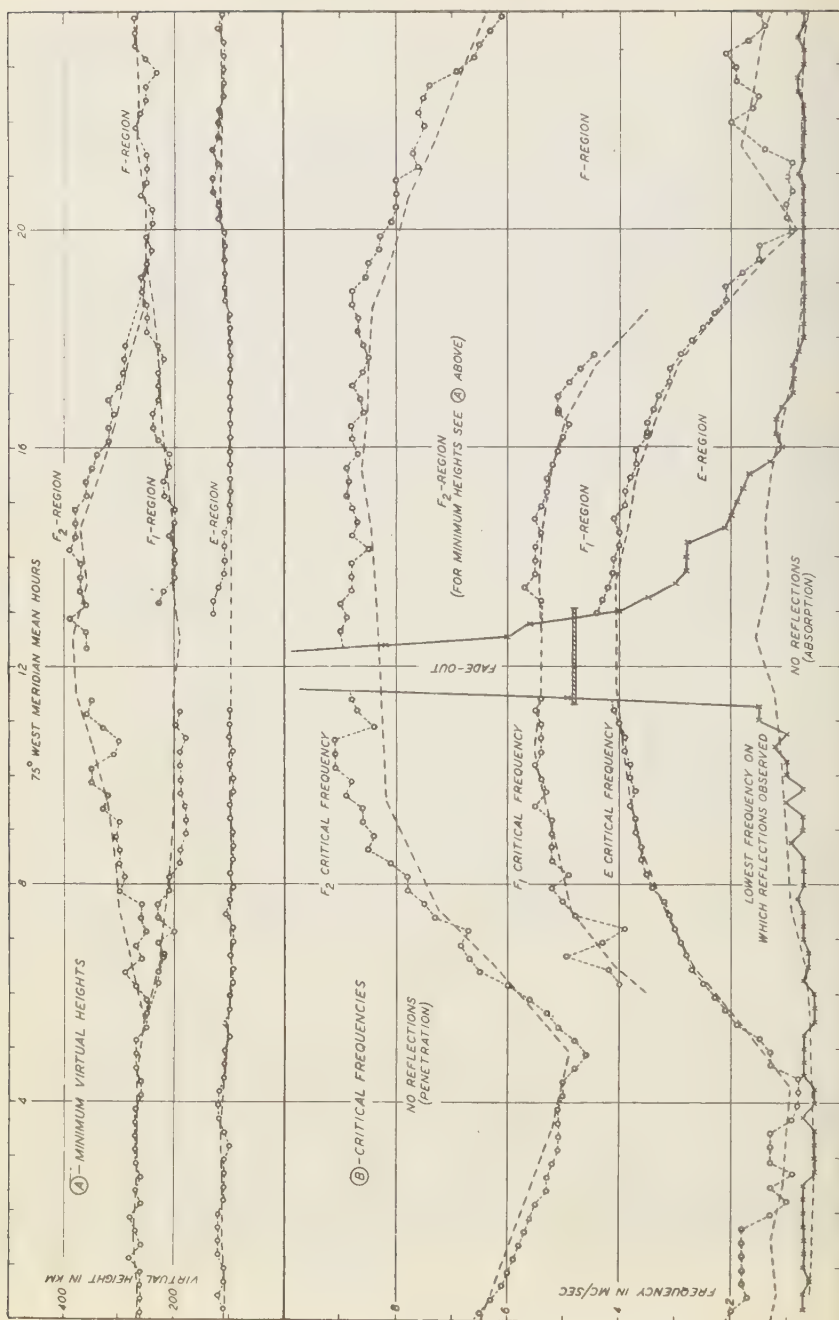 75° WEST MERIDIAN MEAN HOURS
400
200
VIRTUAL HEIGHT IN KM
Ⓐ-MINIMUM VIRTUAL HEIGHTS
F₂-REGION
F₁-REGION
E-REGION
F-REGION
4
8
12
16
20
8
6
4
2
FREQUENCY IN MC/SEC
Ⓑ-CRITICAL FREQUENCIES
NO REFLECTIONS
(PENETRATION)
F₂ CRITICAL FREQUENCY
F₁ CRITICAL FREQUENCY
E CRITICAL FREQUENCY
LOWEST FREQUENCY ON
WHICH REFLECTIONS OBSERVED
FADE-OUT
F₂-REGION
(FOR MINIMUM HEIGHTS SEE Ⓐ ABOVE)
F₁-REGION
E-REGION
F-REGION
NO REFLECTIONS
(ABSORPTION)